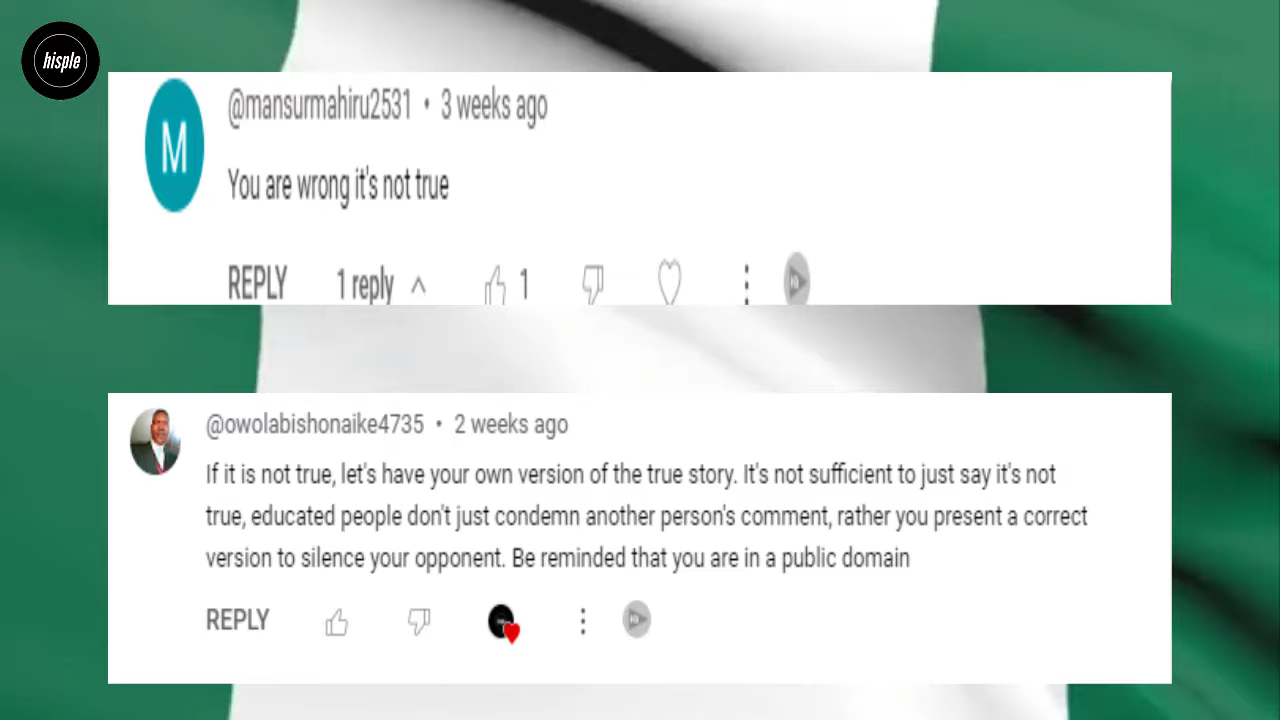 hisple
M
@mansurmahiru2531 • 3 weeks ago
You are wrong it's not true
REPLY 1 reply 1
@owolabishonaike4735 • 2 weeks ago
If it is not true, let's have your own version of the true story. It's not sufficient to just say it's not
true, educated people don't just condemn another person's comment, rather you present a correct
version to silence your opponent. Be reminded that you are in a public domain
REPLY